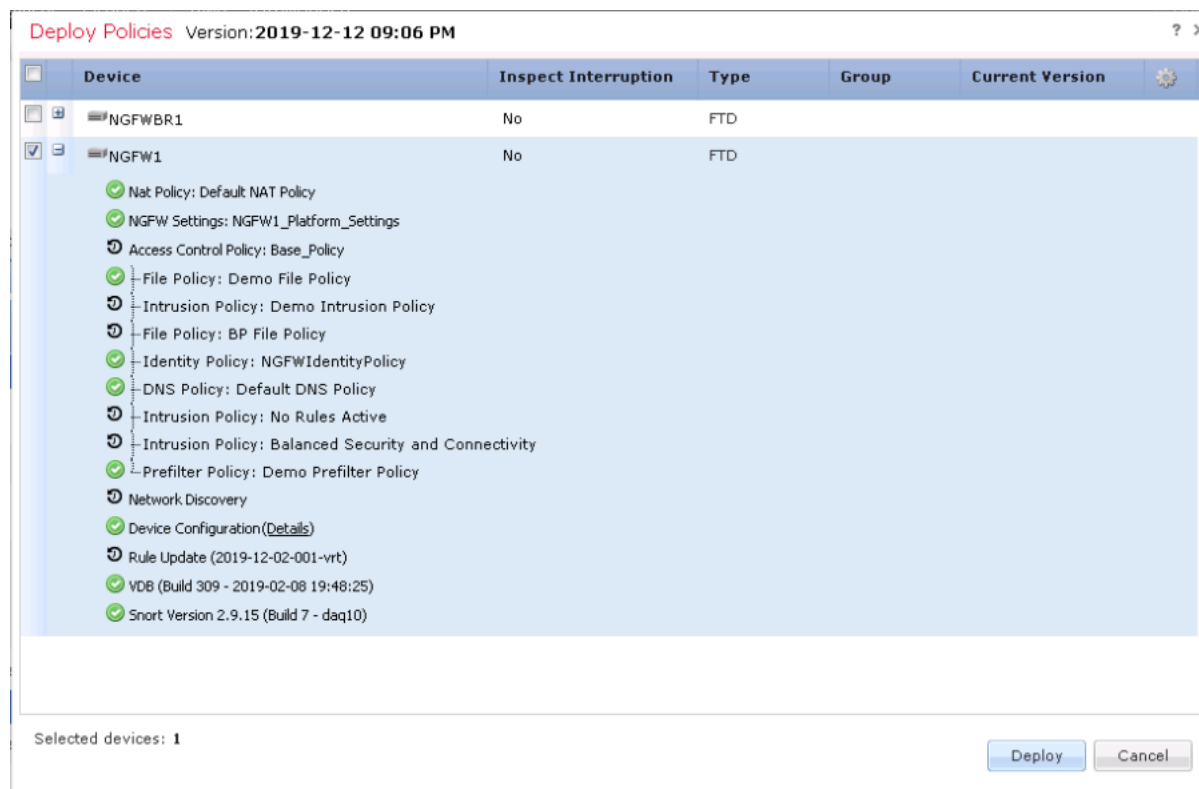 Deploy Policies Version:2019-12-12 09:06 PM
?
Device Inspect Interruption Type Group Current Version
NGFWBR1 No FTD
NGFW1 No FTD
Nat Policy: Default NAT Policy
NGFW Settings: NGFW1_Platform_Settings
Access Control Policy: Base_Policy
File Policy: Demo File Policy
Intrusion Policy: Demo Intrusion Policy
File Policy: BP File Policy
Identity Policy: NGFWIdentityPolicy
DNS Policy: Default DNS Policy
Intrusion Policy: No Rules Active
Intrusion Policy: Balanced Security and Connectivity
Prefilter Policy: Demo Prefilter Policy
Network Discovery
Device Configuration(Details)
Rule Update (2019-12-02-001-vrt)
VDB (Build 309 - 2019-02-08 19:48:25)
Snort Version 2.9.15 (Build 7 - daq10)
Selected devices: 1
Deploy Cancel